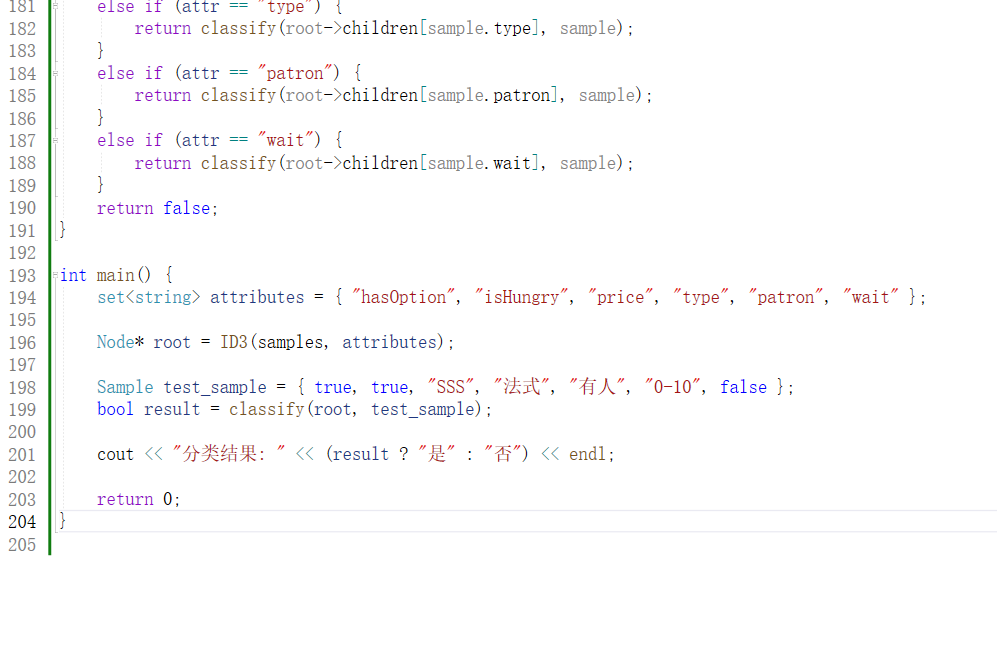 181 else if (attr == "type") {
182 return classify(root->children[sample.type], sample);
183 }
184 else if (attr == "patron") {
185 return classify(root->children[sample.patron], sample);
186 }
187 else if (attr == "wait") {
188 return classify(root->children[sample.wait], sample);
189 }
190 return false;
191 }
192
193 int main() {
194 set<string> attributes = { "hasOption", "isHungry", "price", "type", "patron", "wait" };
195
196 Node* root = ID3(samples, attributes);
197
198 Sample test_sample = { true, true, "SSS", "法式", "有人", "0-10", false };
199 bool result = classify(root, test_sample);
200
201 cout << "分类结果: " << (result ? "是" : "否") << endl;
202
203 return 0;
204 }
205